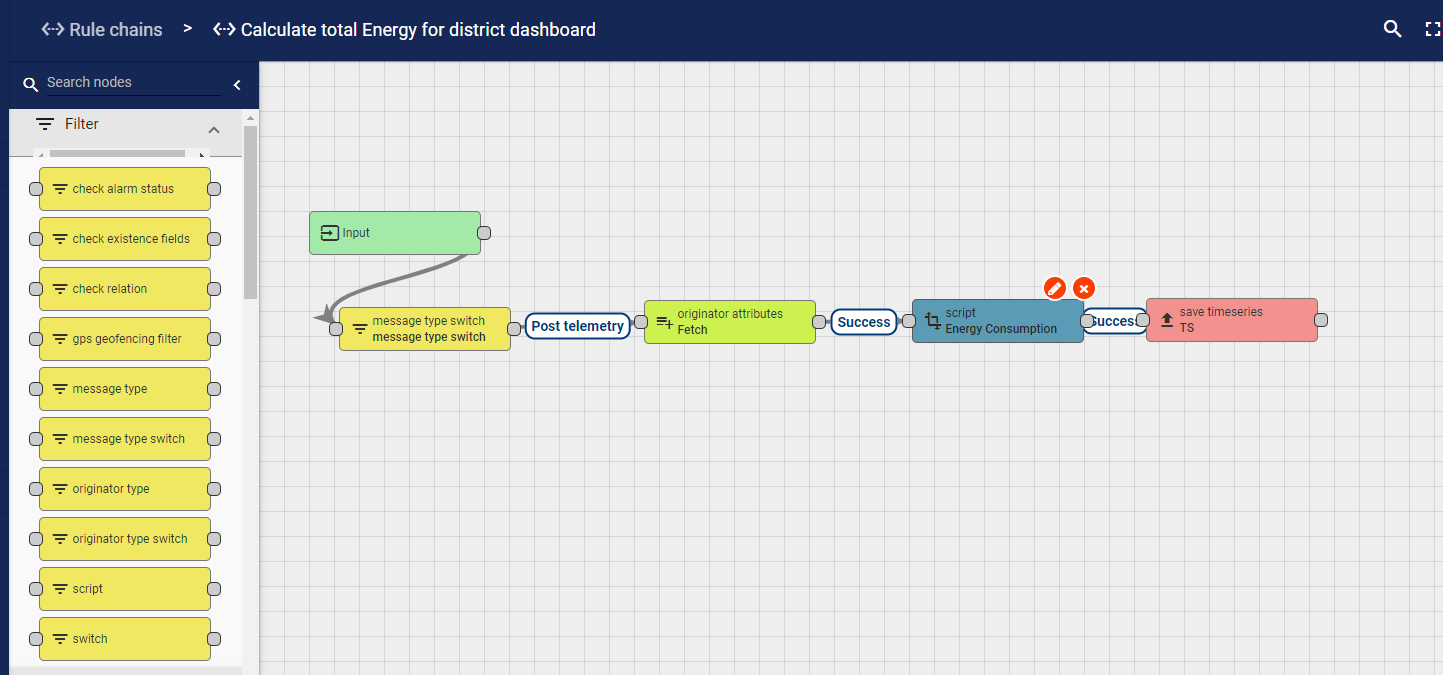 Rule chains > Calculate total Energy for district dashboard
Search nodes
Filter
check alarm status
check existence fields
check relation
gps geofencing filter
message type
message type switch
originator type
originator type switch
script
switch
Input
message type switch
message type switch
Post telemetry
originator attributes
Fetch
Success
script
Energy Consumption
Success
save timeseries
TS